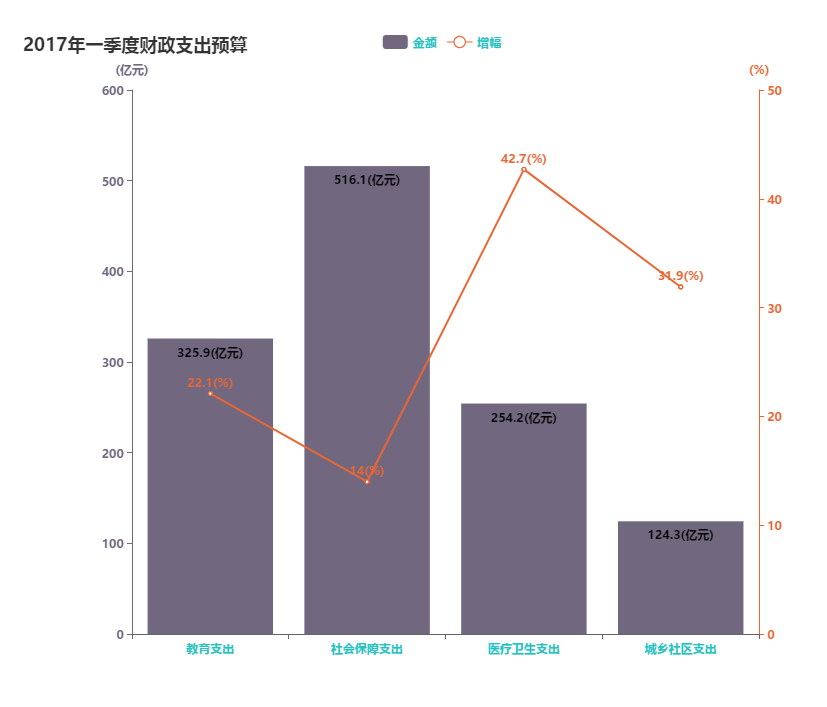 2017年一季度财政支出预算
金额
增幅
(亿元)
(%)
600
500
400
300
200
100
0
50
40
30
20
10
0
325.9(亿元)
516.1(亿元)
254.2(亿元)
124.3(亿元)
22.1(%)
14(%)
42.7(%)
31.9(%)
教育支出
社会保障支出
医疗卫生支出
城乡社区支出